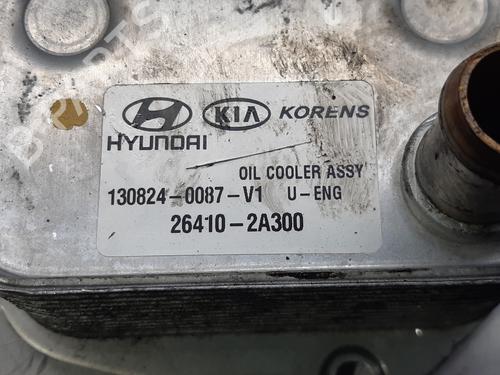 HYUNDAI KIA KORENS
OIL COOLER ASSY
130824-0087-V1 U-ENG
26410-2A300